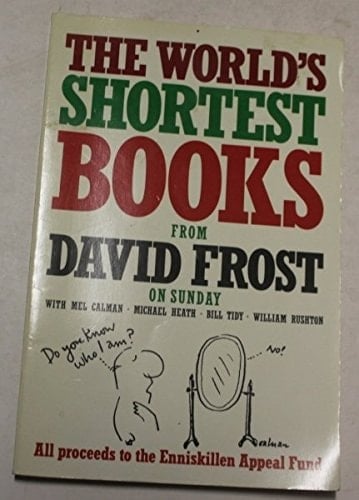 THE WORLD'S
SHORTEST
BOOKS
FROM
DAVID FROST
ON SUNDAY
WITH MEL CALMAN · MICHAEL HEATH · BILL TIDY · WILLIAM RUSHTON
Do you know
who I am?
NO!
calman
All proceeds to the Enniskillen Appeal Fund